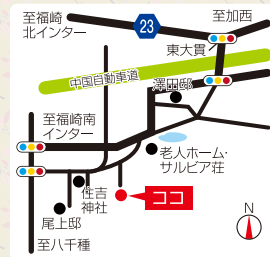 至福崎
北インター
23
至加西
東大貫
中国自動車道
澤田邸
至福崎南
インター
老人ホーム・
サルビア荘
住吉
神社
ココ
尾上邸
至八千種
N